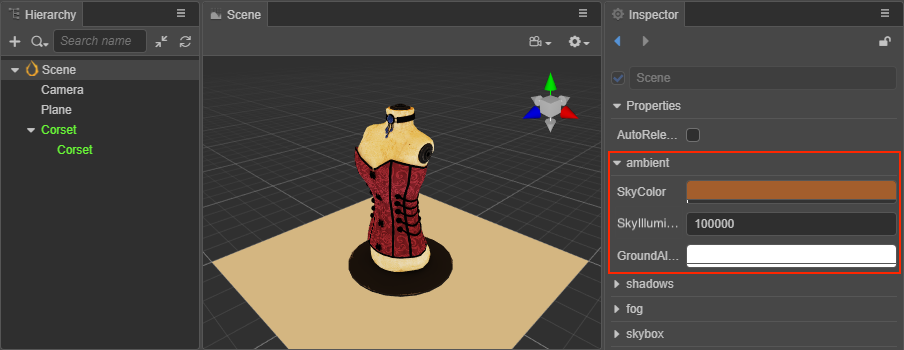 Hierarchy
Search name
Scene
Camera
Plane
Corset
Corset
Scene
Inspector
Scene
Properties
AutoRele...
ambient
SkyColor
SkyIllumi...
100000
GroundAl...
shadows
fog
skybox